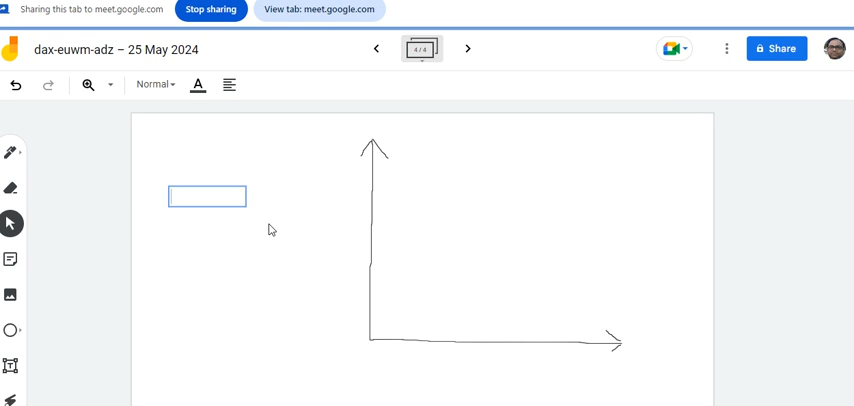 Sharing this tab to meet.google.com
Stop sharing
View tab: meet.google.com
dax-euwm-adz – 25 May 2024
4 / 4
Share
Normal
A
T